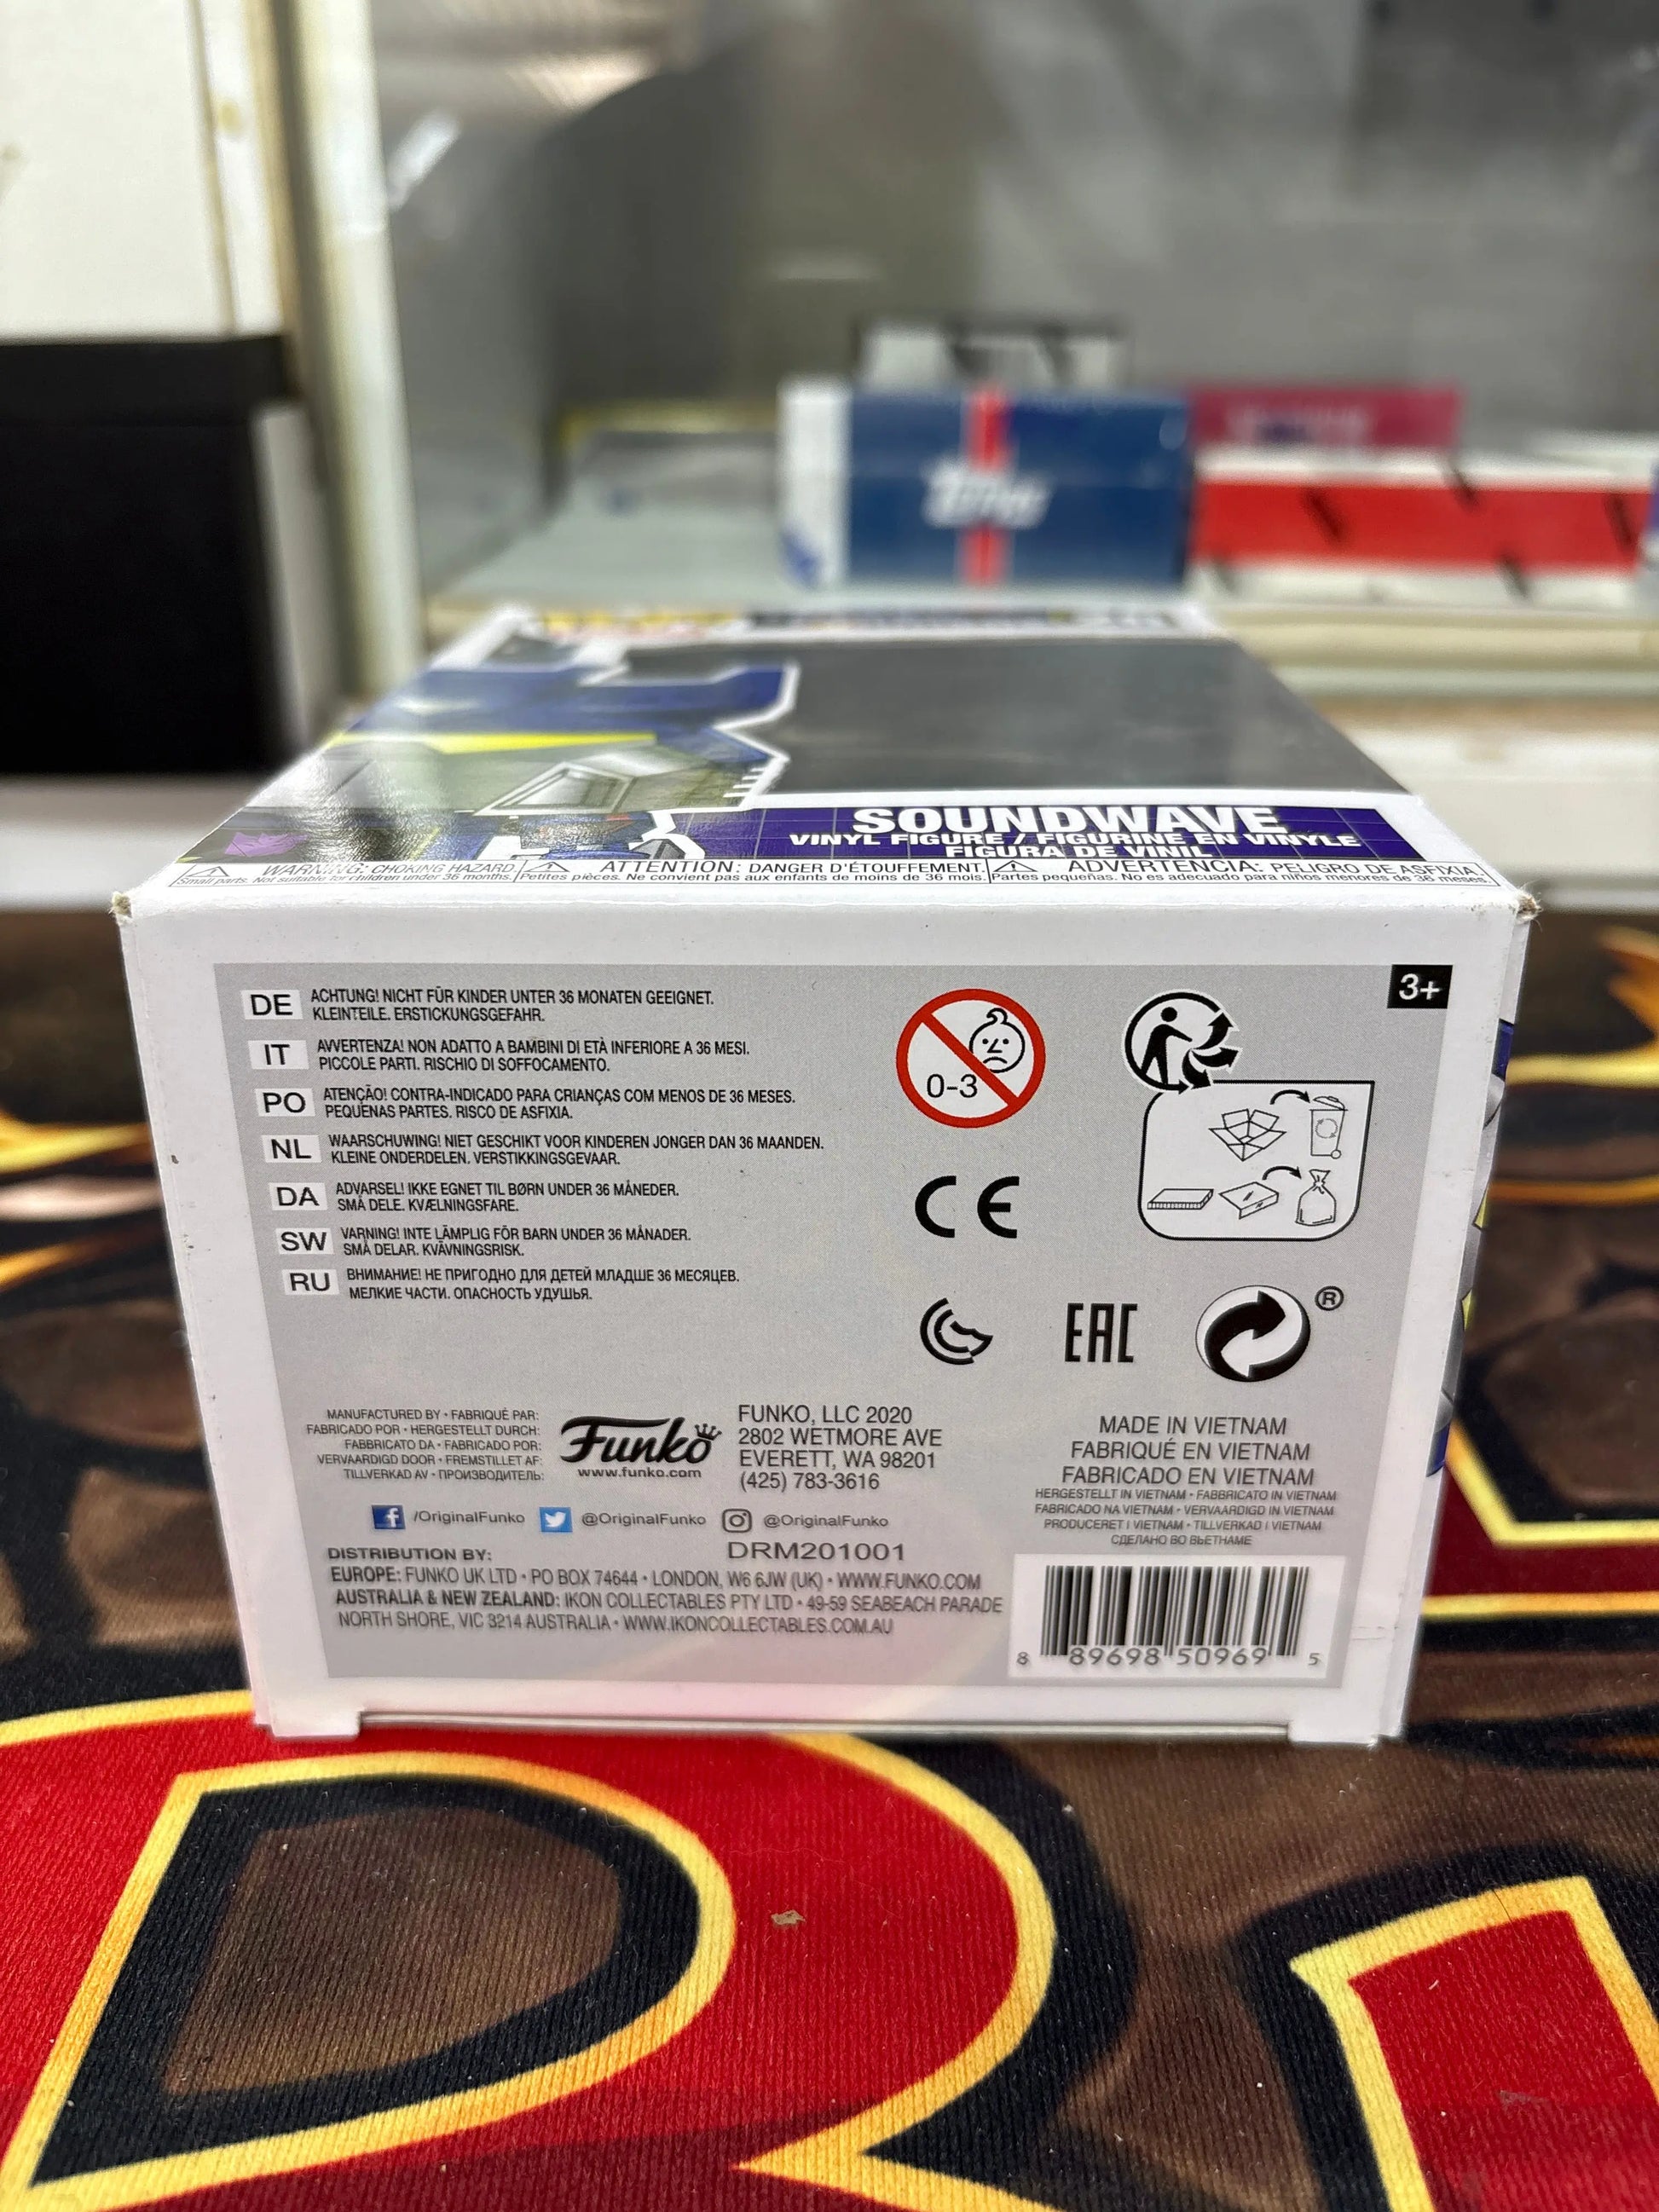 Topps
SOUNDWAVE
VINYL FIGURE / FIGURINE EN VINYLE
FIGURA DE VINIL
WARNING: CHOKING HAZARD.
Small parts. Not suitable for children under 36 months.
ATTENTION: DANGER D'ÉTOUFFEMENT.
Petites pièces. Ne convient pas aux enfants de moins de 36 mois.
ADVERTENCIA: PELIGRO DE ASFIXIA.
Partes pequeñas. No es adecuado para niños menores de 36 meses.
3+
DE ACHTUNG! NICHT FÜR KINDER UNTER 36 MONATEN GEEIGNET.
KLEINTEILE. ERSTICKUNGSGEFAHR.
IT AVVERTENZA! NON ADATTO A BAMBINI DI ETÀ INFERIORE A 36 MESI.
PICCOLE PARTI. RISCHIO DI SOFFOCAMENTO.
PO ATENÇÃO! CONTRA-INDICADO PARA CRIANÇAS COM MENOS DE 36 MESES.
PEQUENAS PARTES. RISCO DE ASFIXIA.
NL WAARSCHUWING! NIET GESCHIKT VOOR KINDEREN JONGER DAN 36 MAANDEN.
KLEINE ONDERDELEN. VERSTIKKINGSGEVAAR.
DA ADVARSEL! IKKE EGNET TIL BØRN UNDER 36 MÅNEDER.
SMÅ DELE. KVÆLNINGSFARE.
SW VARNING! INTE LÄMPLIG FÖR BARN UNDER 36 MÅNADER.
SMÅ DELAR. KVÄVNINGSRISK.
RU ВНИМАНИЕ! НЕ ПРИГОДНО ДЛЯ ДЕТЕЙ МЛАДШЕ 36 МЕСЯЦЕВ.
МЕЛКИЕ ЧАСТИ. ОПАСНОСТЬ УДУШЬЯ.
0-3
CE
EAC
®
MANUFACTURED BY • FABRIQUÉ PAR:
FABRICADO POR • HERGESTELLT DURCH:
FABBRICATO DA • FABRICADO POR:
VERVAARDIGD DOOR • FREMSTILLET AF:
TILLVERKAD AV • ПРОИЗВОДИТЕЛЬ:
Funko
www.funko.com
FUNKO, LLC 2020
2802 WETMORE AVE
EVERETT, WA 98201
(425) 783-3616
MADE IN VIETNAM
FABRIQUÉ EN VIETNAM
FABRICADO EN VIETNAM
HERGESTELLT IN VIETNAM • FABBRICATO IN VIETNAM
FABRICADO NA VIETNAM • VERVAARDIGD IN VIETNAM
PRODUCERET I VIETNAM • TILLVERKAD I VIETNAM
СДЕЛАНО ВО ВЬЕТНАМЕ
/OriginalFunko @OriginalFunko @OriginalFunko
DRM201001
DISTRIBUTION BY:
EUROPE: FUNKO UK LTD • PO BOX 74644 • LONDON, W6 6JW (UK) • WWW.FUNKO.COM
AUSTRALIA & NEW ZEALAND: IKON COLLECTABLES PTY LTD • 49-59 SEABEACH PARADE
NORTH SHORE, VIC 3214 AUSTRALIA • WWW.IKONCOLLECTABLES.COM.AU
8 89698 50969 5